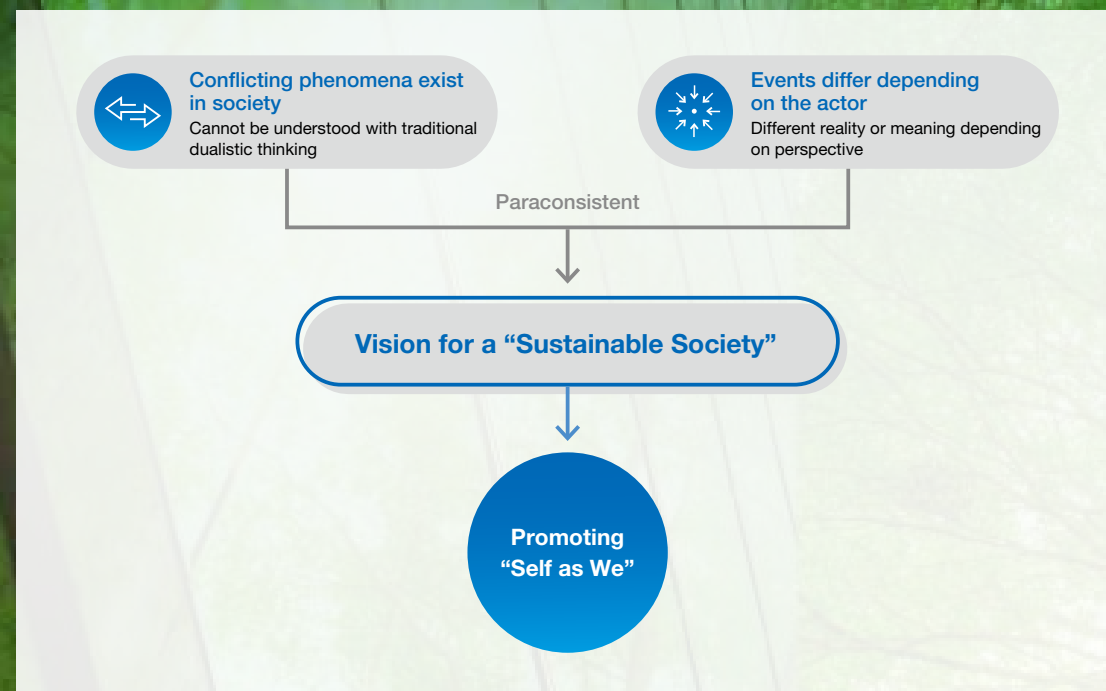 Conflicting phenomena exist
in society
Cannot be understood with traditional
dualistic thinking
Events differ depending
on the actor
Different reality or meaning depending
on perspective
Paraconsistent
Vision for a “Sustainable Society”
Promoting
“Self as We”